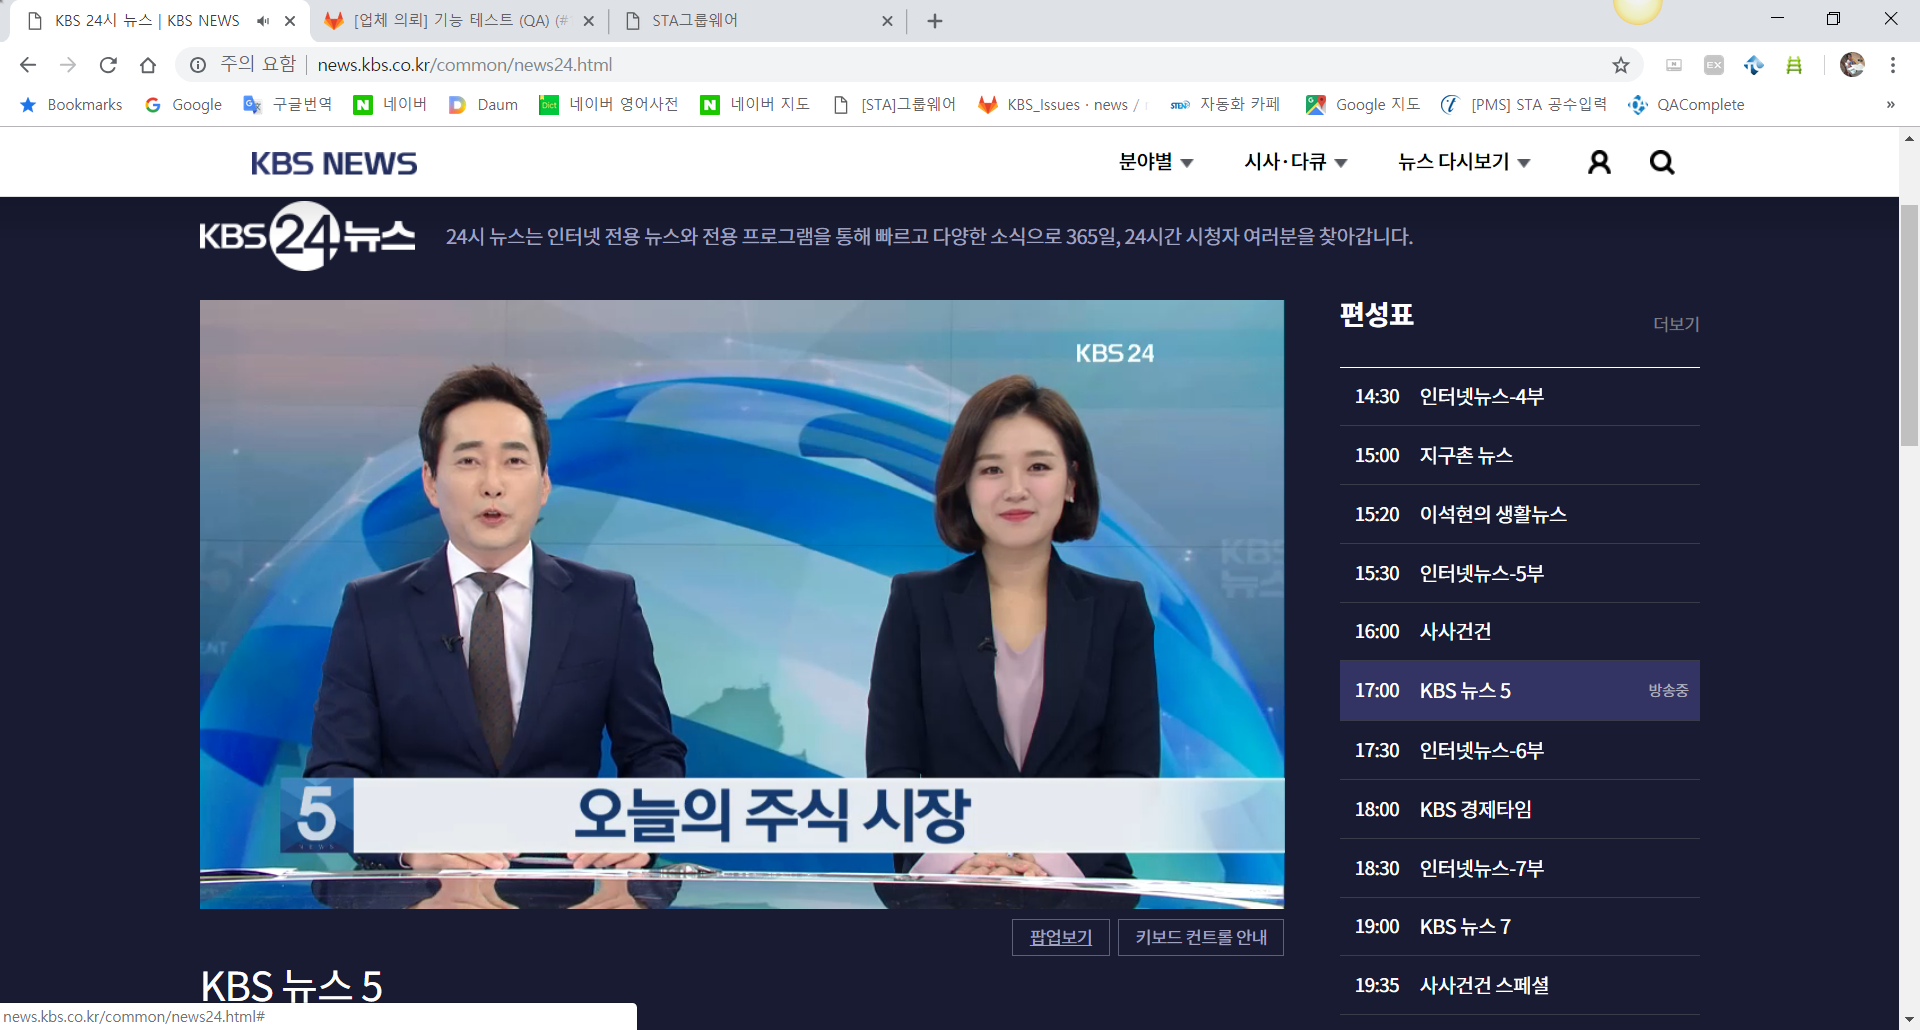 KBS 24시 뉴스 | KBS NEWS
[업체 의뢰] 기능 테스트 (QA) (#
STA그룹웨어
주의 요함
news.kbs.co.kr/common/news24.html
EX
Bookmarks
Google
구글번역
네이버
Daum
Dict
네이버 영어사전
네이버 지도
[STA]그룹웨어
KBS_Issues · news /
STEN
자동화 카페
Google 지도
[PMS] STA 공수입력
QAComplete
»
KBS NEWS
분야별
시사·다큐
뉴스 다시보기
KBS 24 뉴스
24시 뉴스는 인터넷 전용 뉴스와 전용 프로그램을 통해 빠르고 다양한 소식으로 365일, 24시간 시청자 여러분을 찾아갑니다.
KBS 24
KBS
뉴스
5
NEWS
오늘의 주식 시장
팝업보기
키보드 컨트롤 안내
KBS 뉴스 5
편성표
더보기
14:30 인터넷뉴스-4부
15:00 지구촌 뉴스
15:20 이석현의 생활뉴스
15:30 인터넷뉴스-5부
16:00 사사건건
17:00 KBS 뉴스 5 방송중
17:30 인터넷뉴스-6부
18:00 KBS 경제타임
18:30 인터넷뉴스-7부
19:00 KBS 뉴스 7
19:35 사사건건 스페셜
news.kbs.co.kr/common/news24.html#